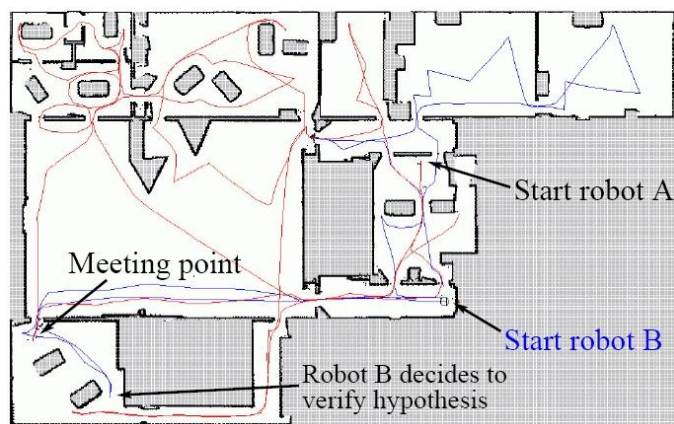 Start robot A
Meeting point
Start robot B
Robot B decides to
verify hypothesis